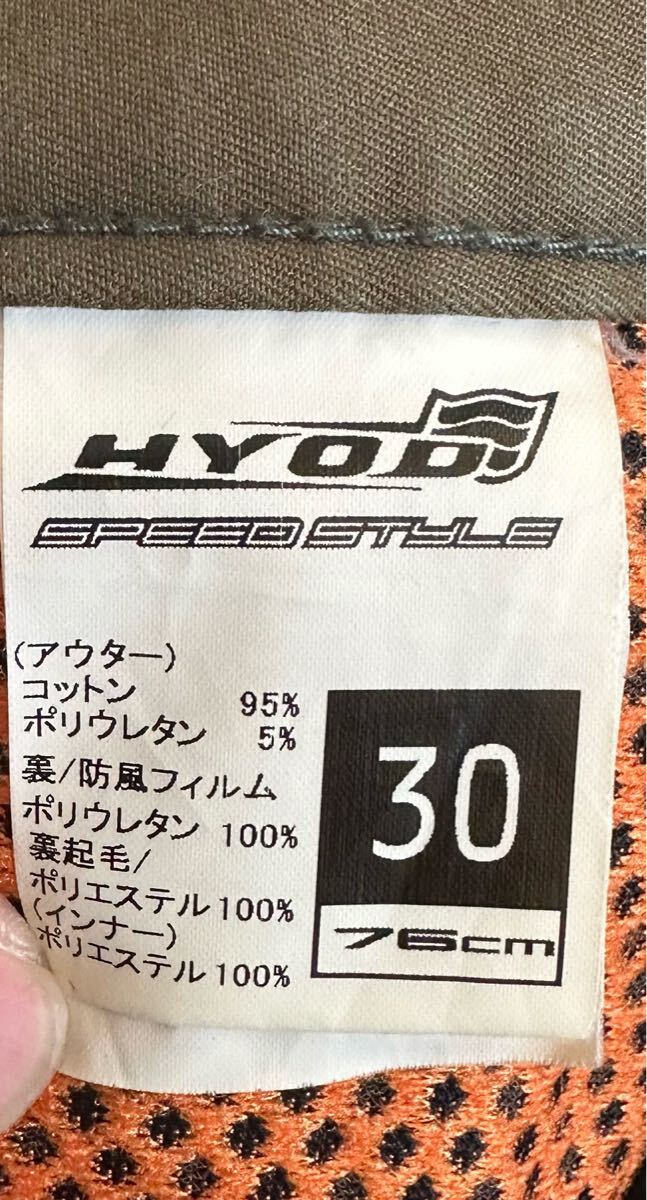 HYOD
SPEED STYLE
(アウター)
コットン 95%
ポリウレタン 5%
裏/防風フィルム
ポリウレタン 100%
裏起毛/
ポリエステル 100%
(インナー)
ポリエステル 100%
30
76cm